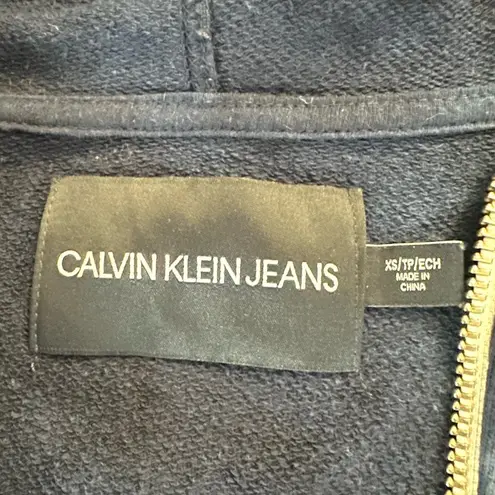 CALVIN KLEIN JEANS
XS/TP/ECH
MADE IN
CHINA